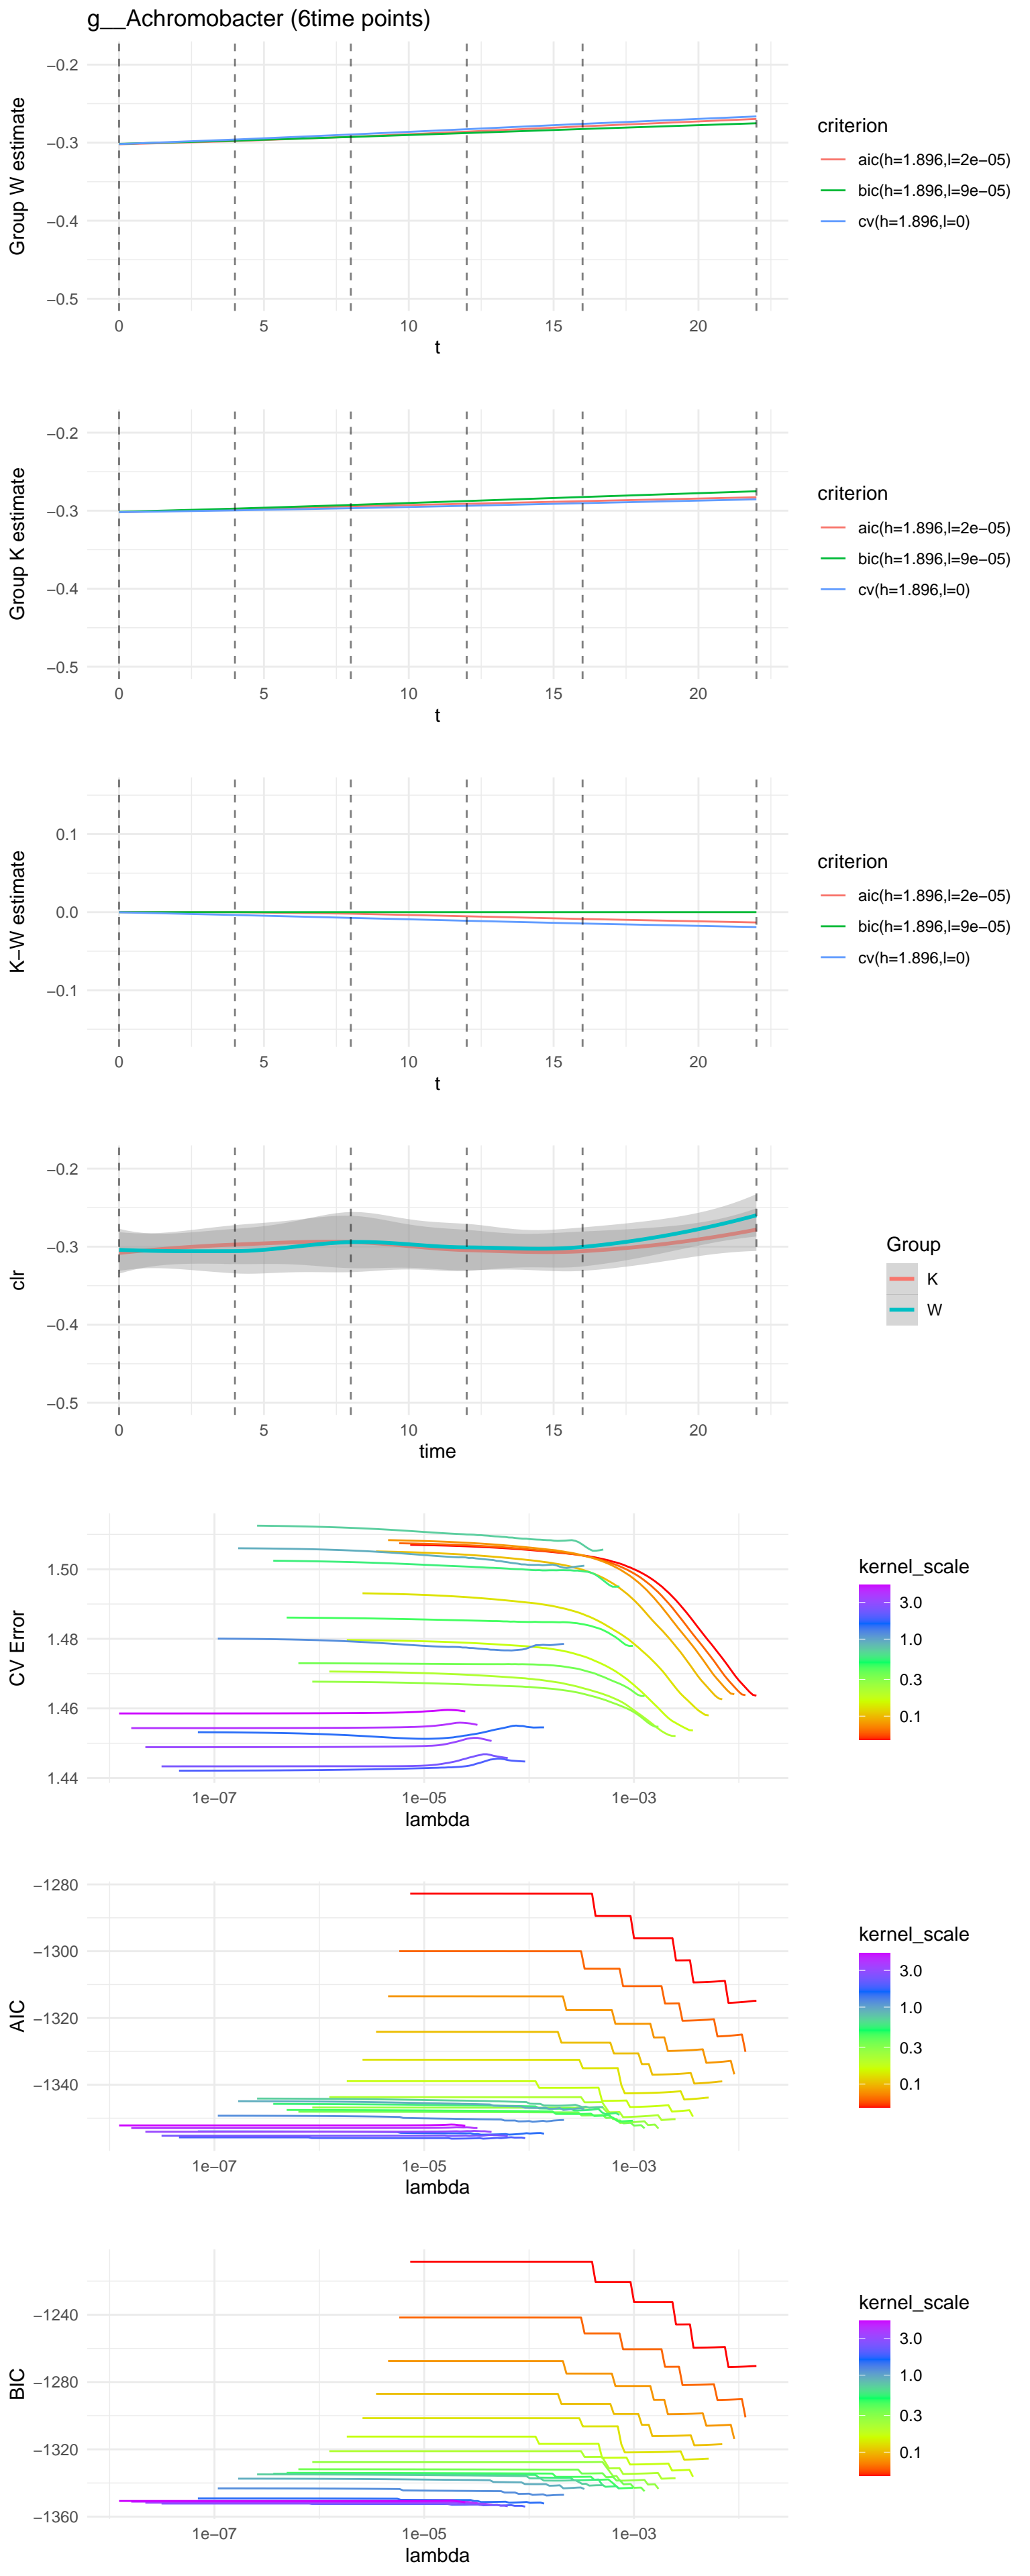 g__Achromobacter (6time points)
−0.2
−0.3
−0.4
−0.5
Group W estimate
0 5 10 15 20
t
criterion
aic(h=1.896,l=2e−05)
bic(h=1.896,l=9e−05)
cv(h=1.896,l=0)
−0.2
−0.3
−0.4
−0.5
Group K estimate
0 5 10 15 20
t
criterion
aic(h=1.896,l=2e−05)
bic(h=1.896,l=9e−05)
cv(h=1.896,l=0)
0.1
0.0
−0.1
K−W estimate
0 5 10 15 20
t
criterion
aic(h=1.896,l=2e−05)
bic(h=1.896,l=9e−05)
cv(h=1.896,l=0)
−0.2
−0.3
−0.4
−0.5
clr
0 5 10 15 20
time
Group
K
W
1.50
1.48
1.46
1.44
CV Error
1e−07 1e−05 1e−03
lambda
kernel_scale
3.0
1.0
0.3
0.1
−1280
−1300
−1320
−1340
AIC
1e−07 1e−05 1e−03
lambda
kernel_scale
3.0
1.0
0.3
0.1
−1240
−1280
−1320
−1360
BIC
1e−07 1e−05 1e−03
lambda
kernel_scale
3.0
1.0
0.3
0.1